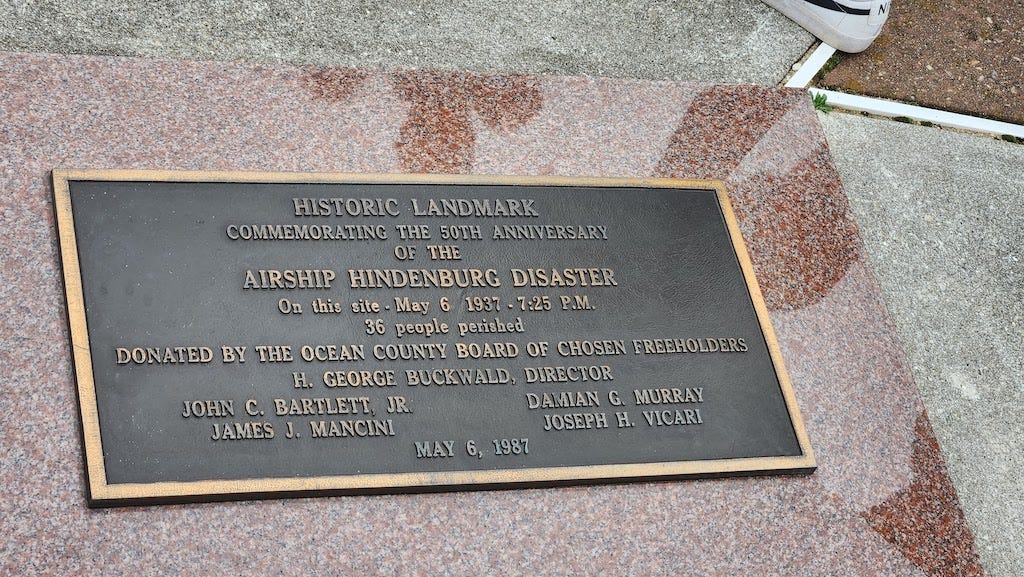 HISTORIC LANDMARK
COMMEMORATING THE 50TH ANNIVERSARY
OF THE
AIRSHIP HINDENBURG DISASTER
On this site - May 6 1937 - 7:25 P.M.
36 people perished
DONATED BY THE OCEAN COUNTY BOARD OF CHOSEN FREEHOLDERS
H. GEORGE BUCKWALD, DIRECTOR
JOHN C. BARTLETT, JR. DAMIAN G. MURRAY
JAMES J. MANCINI JOSEPH H. VICARI
MAY 6, 1987